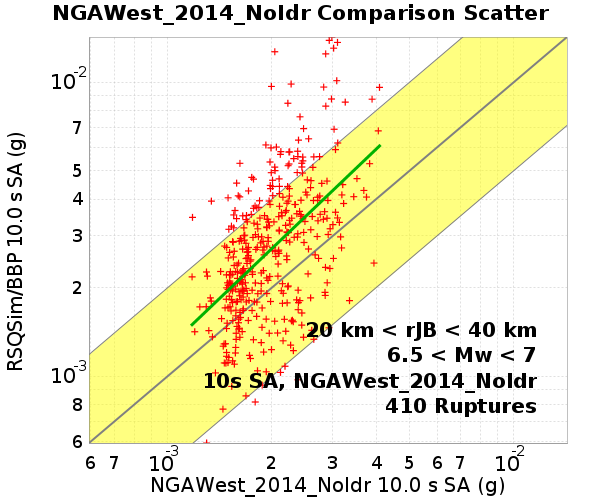 NGAWest_2014_NoIdr Comparison Scatter
RSQSim/BBP 10.0 s SA (g)
10-2
7
5
4
3
2
10-3
8
6
20 km < rJB < 40 km
6.5 < Mw < 7
10s SA, NGAWest_2014_NoIdr
410 Ruptures
6 7 10-3 2 3 4 5 6 7 10-2
NGAWest_2014_NoIdr 10.0 s SA (g)